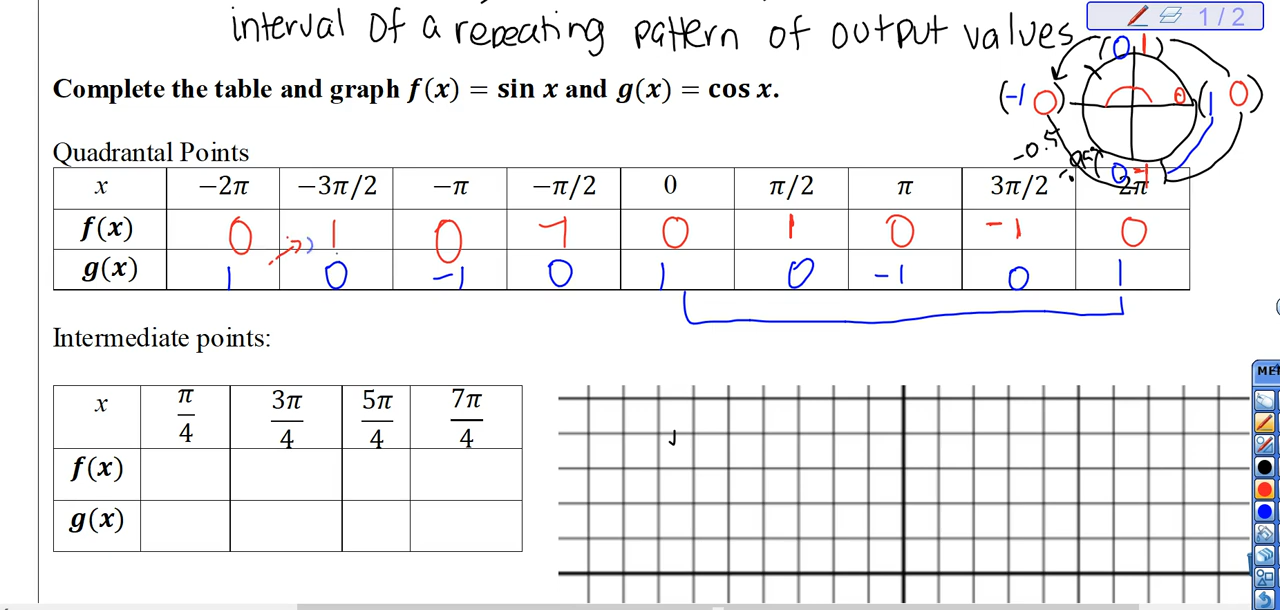 interval of a repeating pattern of output values
1 / 2
Complete the table and graph f(x) = sin x and g(x) = cos x.
(0, 1)
(-1 0)
(1 0)
θ
-0.5
0 -1
Quadrantal Points
x −2π −3π/2 −π −π/2 0 π/2 π 3π/2 2π
f(x) 0 1 0 -1 0 1 0 -1 0
g(x) 1 0 -1 0 1 0 -1 0 1
Intermediate points:
x π/4 3π/4 5π/4 7π/4
f(x)
g(x)